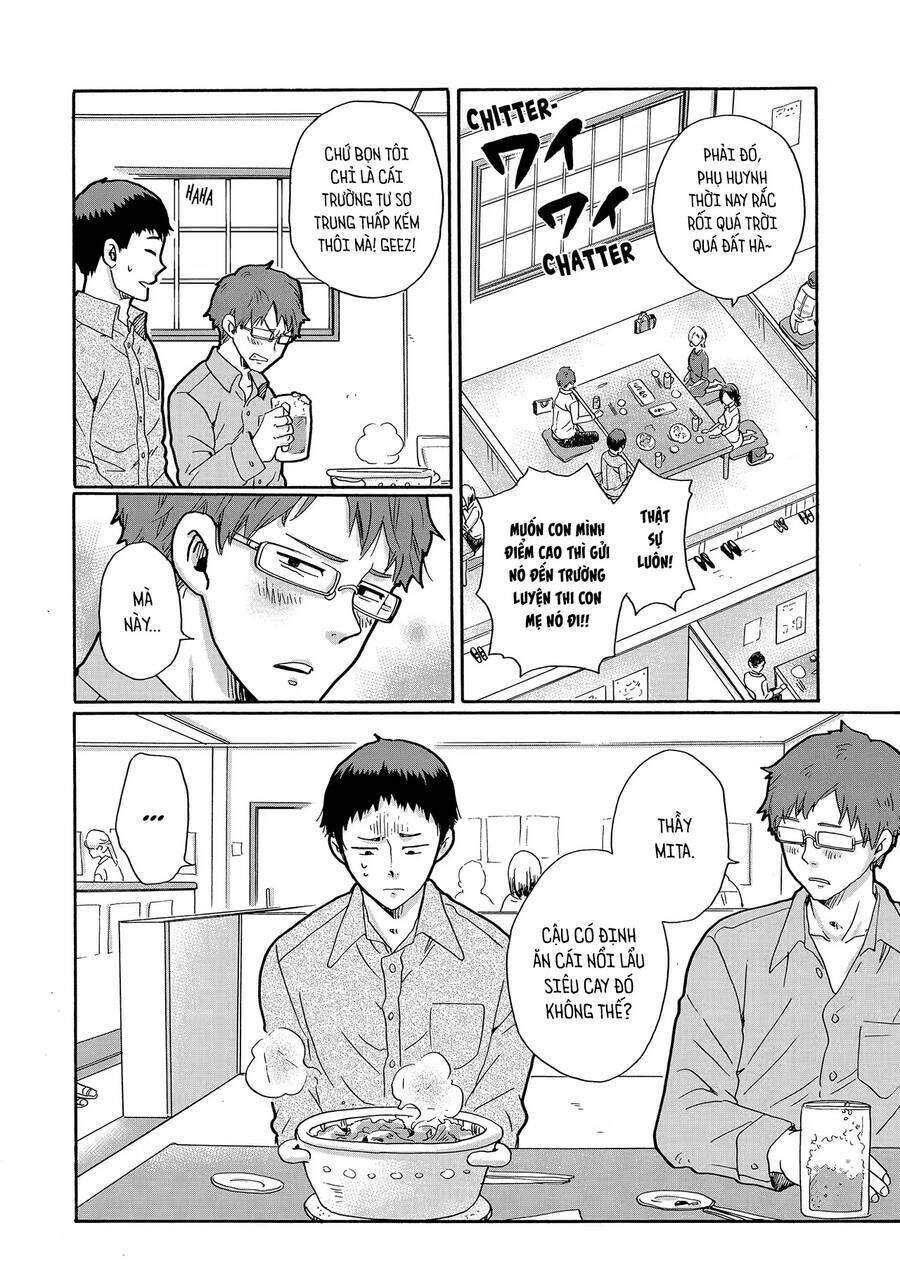 CHITTER-
ワイ
ワイ
CHATTER
PHẢI ĐÓ,
PHỤ HUYNH
THỜI NAY RẮC
RỐI QUÁ TRỜI
QUÁ ĐẤT HÀ~
THẬT
SỰ
LUÔN!
MUỐN CON MÌNH
ĐIỂM CAO THÌ GỬI
NÓ ĐẾN TRƯỜNG
LUYỆN THI CON
MẸ NÓ ĐI!!
CHỨ BỌN TÔI
CHỈ LÀ CÁI
TRƯỜNG TƯ SƠ
TRUNG THẤP KÉM
THÔI MÀ! GEEZ!
HAHA
MÀ
NÀY...
THẦY
MITA.
CẬU CÓ ĐỊNH
ĂN CÁI NỒI LẨU
SIÊU CAY ĐÓ
KHÔNG THẾ?
...